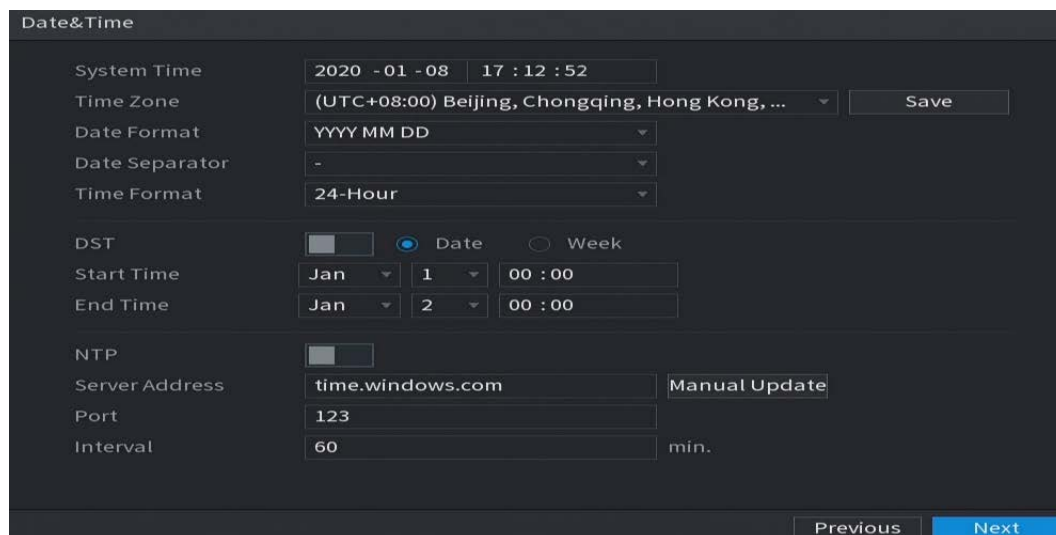 Date&Time
System Time 2020 -01 -08 17 : 12 : 52
Time Zone (UTC+08:00) Beijing, Chongqing, Hong Kong, ... Save
Date Format YYYY MM DD
Date Separator -
Time Format 24-Hour
DST Date Week
Start Time Jan 1 00 : 00
End Time Jan 2 00 : 00
NTP
Server Address time.windows.com Manual Update
Port 123
Interval 60 min.
Previous Next